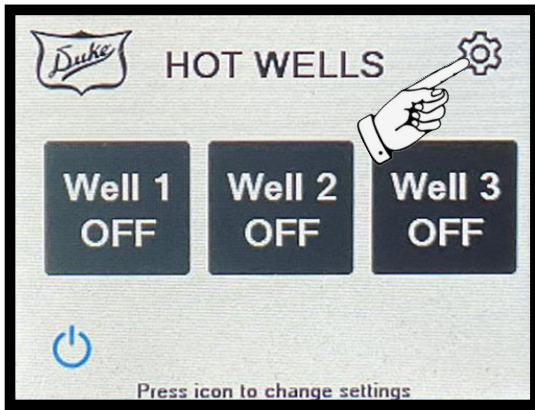 Duke
HOT WELLS
Well 1
OFF
Well 2
OFF
Well 3
OFF
Press icon to change settings